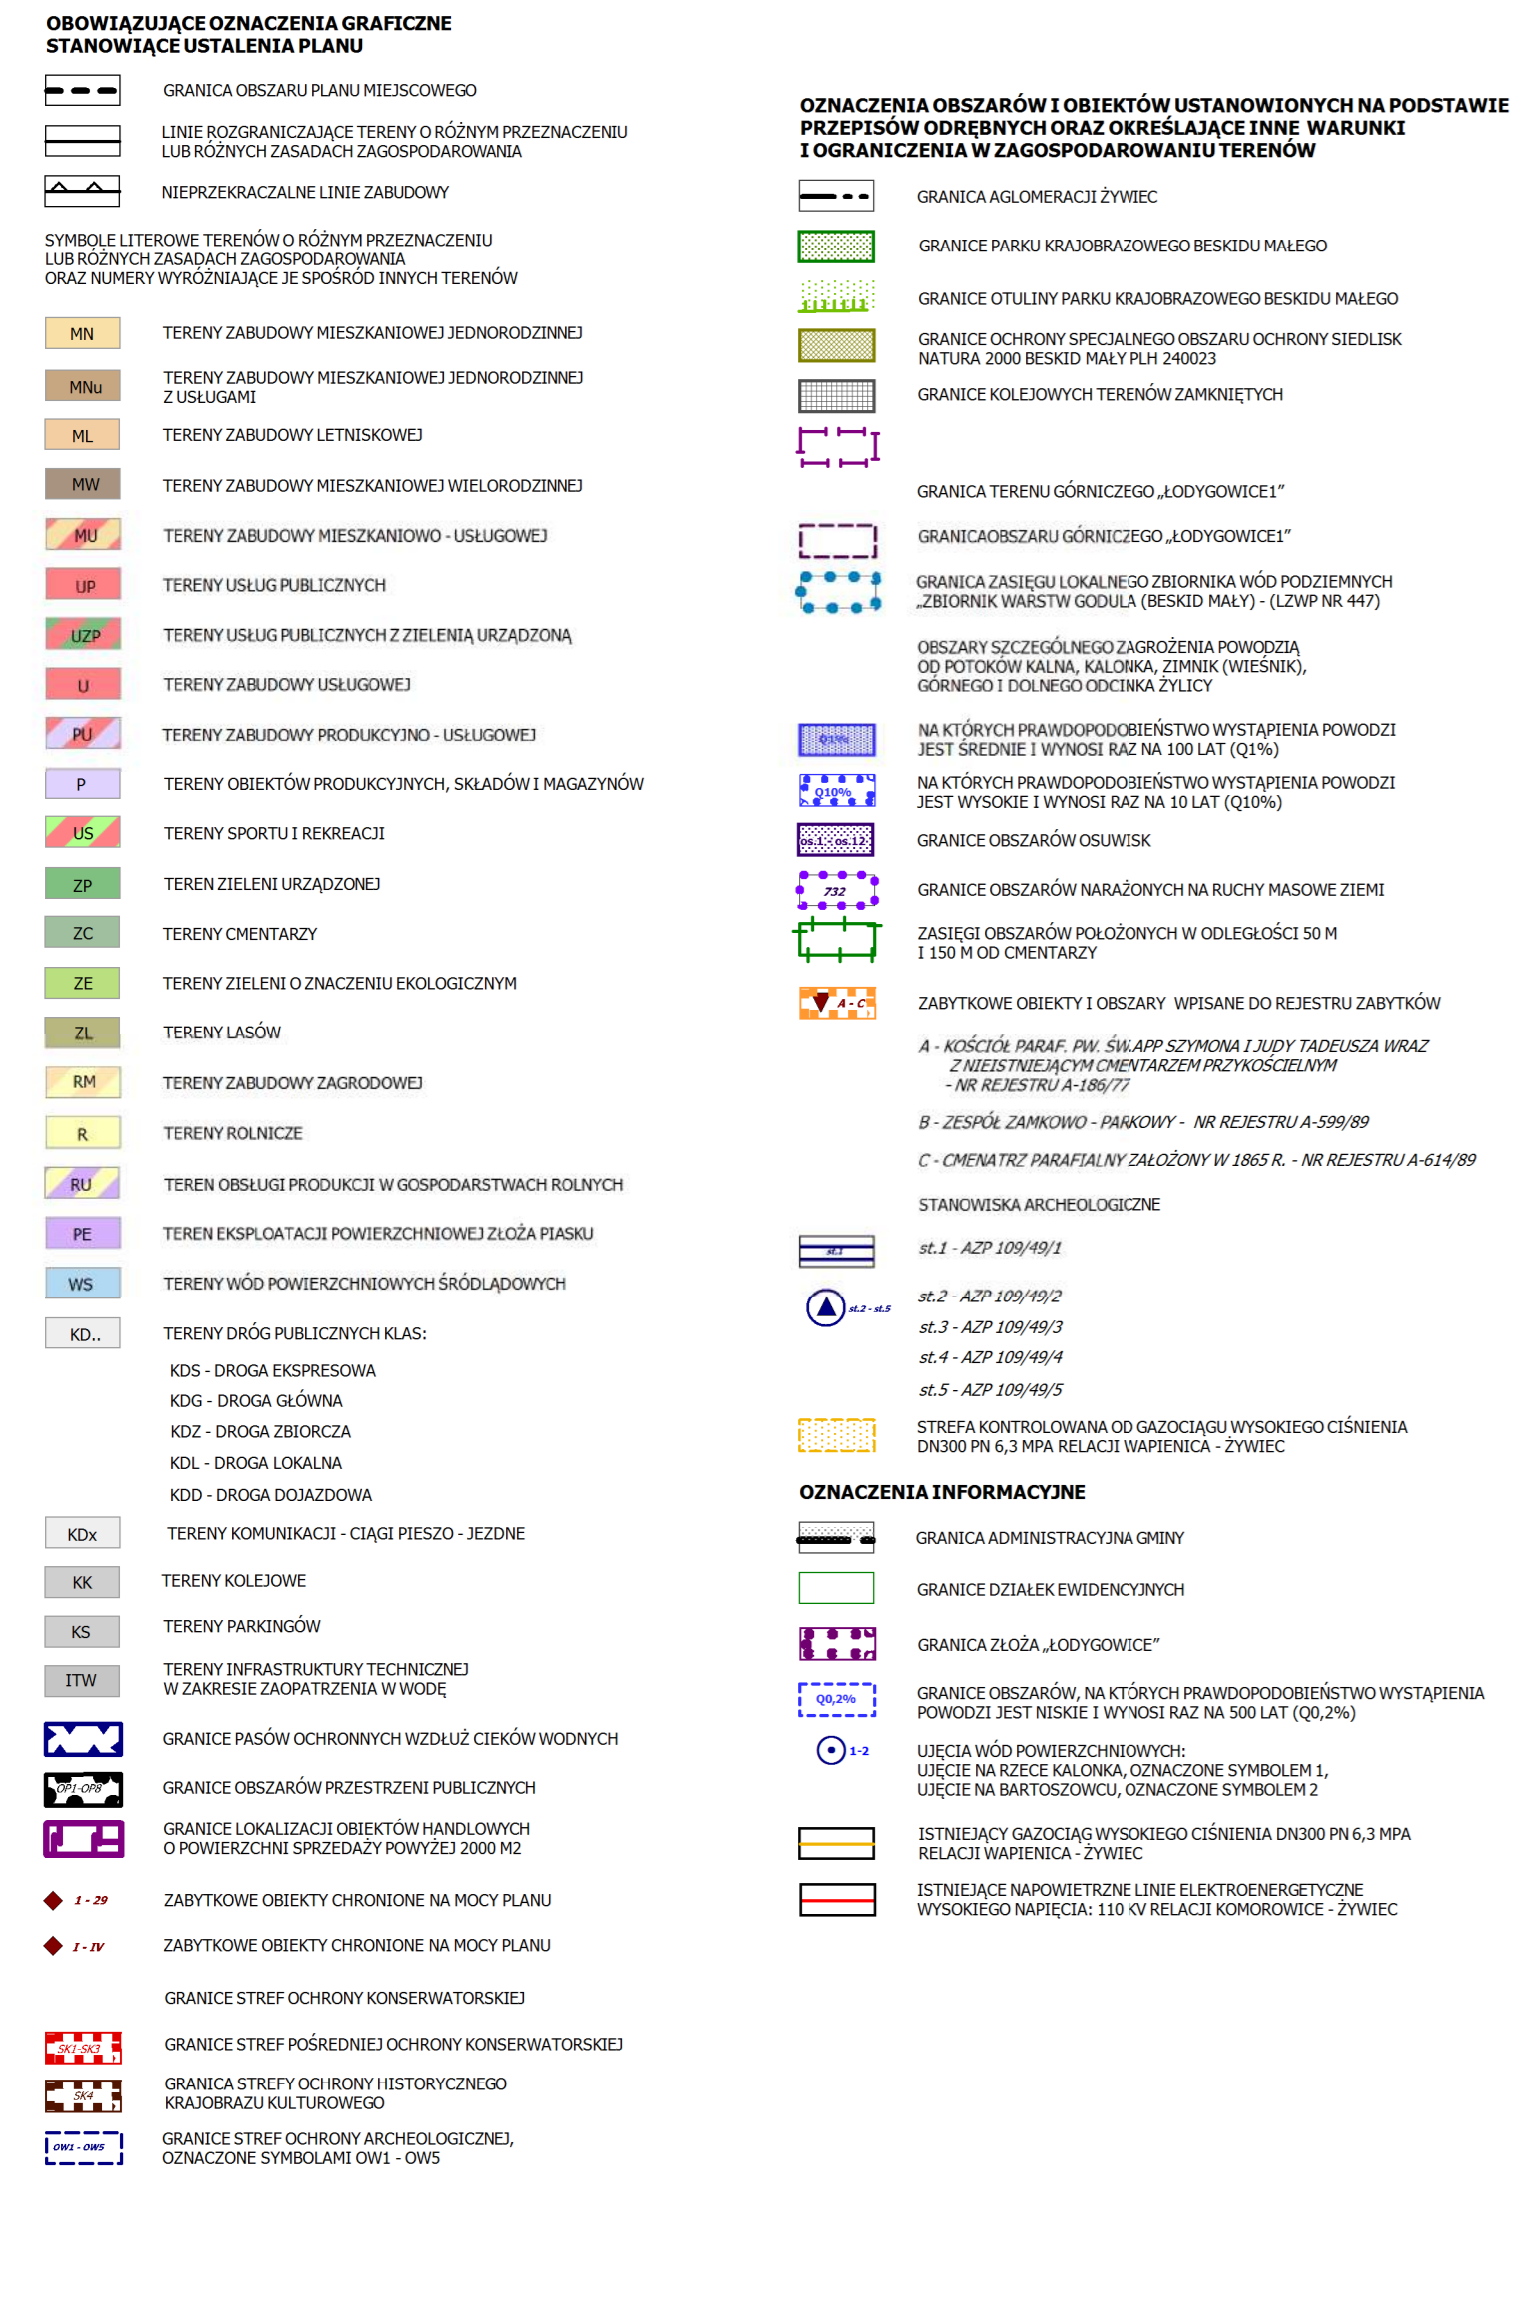 OBOWIĄZUJĄCE OZNACZENIA GRAFICZNE
STANOWIĄCE USTALENIA PLANU
GRANICA OBSZARU PLANU MIEJSCOWEGO
LINIE ROZGRANICZAJĄCE TERENY O RÓŻNYM PRZEZNACZENIU
LUB RÓŻNYCH ZASADACH ZAGOSPODAROWANIA
NIEPRZEKRACZALNE LINIE ZABUDOWY
SYMBOLE LITEROWE TERENÓW O RÓŻNYM PRZEZNACZENIU
LUB RÓŻNYCH ZASADACH ZAGOSPODAROWANIA
ORAZ NUMERY WYRÓŻNIAJĄCE JE SPOŚRÓD INNYCH TERENÓW
MN TERENY ZABUDOWY MIESZKANIOWEJ JEDNORODZINNEJ
MNu TERENY ZABUDOWY MIESZKANIOWEJ JEDNORODZINNEJ
Z USŁUGAMI
ML TERENY ZABUDOWY LETNISKOWEJ
MW TERENY ZABUDOWY MIESZKANIOWEJ WIELORODZINNEJ
MU TERENY ZABUDOWY MIESZKANIOWO - USŁUGOWEJ
UP TERENY USŁUG PUBLICZNYCH
UZP TERENY USŁUG PUBLICZNYCH Z ZIELENIĄ URZĄDZONĄ
U TERENY ZABUDOWY USŁUGOWEJ
PU TERENY ZABUDOWY PRODUKCYJNO - USŁUGOWEJ
P TERENY OBIEKTÓW PRODUKCYJNYCH, SKŁADÓW I MAGAZYNÓW
US TERENY SPORTU I REKREACJI
ZP TEREN ZIELENI URZĄDZONEJ
ZC TERENY CMENTARZY
ZE TERENY ZIELENI O ZNACZENIU EKOLOGICZNYM
ZL TERENY LASÓW
RM TERENY ZABUDOWY ZAGRODOWEJ
R TERENY ROLNICZE
RU TEREN OBSŁUGI PRODUKCJI W GOSPODARSTWACH ROLNYCH
PE TEREN EKSPLOATACJI POWIERZCHNIOWEJ ZŁOŻA PIASKU
WS TERENY WÓD POWIERZCHNIOWYCH ŚRÓDLĄDOWYCH
KD.. TERENY DRÓG PUBLICZNYCH KLAS:
KDS - DROGA EKSPRESOWA
KDG - DROGA GŁÓWNA
KDZ - DROGA ZBIORCZA
KDL - DROGA LOKALNA
KDD - DROGA DOJAZDOWA
KDx TERENY KOMUNIKACJI - CIĄGI PIESZO - JEZDNE
KK TERENY KOLEJOWE
KS TERENY PARKINGÓW
ITW TERENY INFRASTRUKTURY TECHNICZNEJ
W ZAKRESIE ZAOPATRZENIA W WODĘ
GRANICE PASÓW OCHRONNYCH WZDŁUŻ CIEKÓW WODNYCH
OP1-OP8 GRANICE OBSZARÓW PRZESTRZENI PUBLICZNYCH
GRANICE LOKALIZACJI OBIEKTÓW HANDLOWYCH
O POWIERZCHNI SPRZEDAŻY POWYŻEJ 2000 M2
1 - 29 ZABYTKOWE OBIEKTY CHRONIONE NA MOCY PLANU
I - IV ZABYTKOWE OBIEKTY CHRONIONE NA MOCY PLANU
GRANICE STREF OCHRONY KONSERWATORSKIEJ
SK1-SK3 GRANICE STREF POŚREDNIEJ OCHRONY KONSERWATORSKIEJ
SK4 GRANICA STREFY OCHRONY HISTORYCZNEGO
KRAJOBRAZU KULTUROWEGO
OW1 - OW5 GRANICE STREF OCHRONY ARCHEOLOGICZNEJ,
OZNACZONE SYMBOLAMI OW1 - OW5
OZNACZENIA OBSZARÓW I OBIEKTÓW USTANOWIONYCH NA PODSTAWIE
PRZEPISÓW ODRĘBNYCH ORAZ OKREŚLAJĄCE INNE WARUNKI
I OGRANICZENIA W ZAGOSPODAROWANIU TERENÓW
GRANICA AGLOMERACJI ŻYWIEC
GRANICE PARKU KRAJOBRAZOWEGO BESKIDU MAŁEGO
GRANICE OTULINY PARKU KRAJOBRAZOWEGO BESKIDU MAŁEGO
GRANICE OCHRONY SPECJALNEGO OBSZARU OCHRONY SIEDLISK
NATURA 2000 BESKID MAŁY PLH 240023
GRANICE KOLEJOWYCH TERENÓW ZAMKNIĘTYCH
GRANICA TERENU GÓRNICZEGO „ŁODYGOWICE1”
GRANICAOBSZARU GÓRNICZEGO „ŁODYGOWICE1”
GRANICA ZASIĘGU LOKALNEGO ZBIORNIKA WÓD PODZIEMNYCH
„ZBIORNIK WARSTW GODULA (BESKID MAŁY) - (LZWP NR 447)
OBSZARY SZCZEGÓLNEGO ZAGROŻENIA POWODZIĄ
OD POTOKÓW KALNA, KALONKA, ZIMNIK (WIEŚNIK),
GÓRNEGO I DOLNEGO ODCINKA ŻYLICY
Q1% NA KTÓRYCH PRAWDOPODOBIEŃSTWO WYSTĄPIENIA POWODZI
JEST ŚREDNIE I WYNOSI RAZ NA 100 LAT (Q1%)
Q10% NA KTÓRYCH PRAWDOPODOBIEŃSTWO WYSTĄPIENIA POWODZI
JEST WYSOKIE I WYNOSI RAZ NA 10 LAT (Q10%)
os.1 - os.12 GRANICE OBSZARÓW OSUWISK
732 GRANICE OBSZARÓW NARAŻONYCH NA RUCHY MASOWE ZIEMI
ZASIĘGI OBSZARÓW POŁOŻONYCH W ODLEGŁOŚCI 50 M
I 150 M OD CMENTARZY
A - C ZABYTKOWE OBIEKTY I OBSZARY WPISANE DO REJESTRU ZABYTKÓW
A - KOŚCIÓŁ PARAF. PW. ŚW.APP SZYMONA I JUDY TADEUSZA WRAZ
Z NIEISTNIEJĄCYM CMENTARZEM PRZYKOŚCIELNYM
- NR REJESTRU A-186/77
B - ZESPÓŁ ZAMKOWO - PARKOWY - NR REJESTRU A-599/89
C - CMENATRZ PARAFIALNY ZAŁOŻONY W 1865 R. - NR REJESTRU A-614/89
STANOWISKA ARCHEOLOGICZNE
st.1 st.1 - AZP 109/49/1
st.2 - st.5 st.2 - AZP 109/49/2
st.3 - AZP 109/49/3
st.4 - AZP 109/49/4
st.5 - AZP 109/49/5
STREFA KONTROLOWANA OD GAZOCIĄGU WYSOKIEGO CIŚNIENIA
DN300 PN 6,3 MPA RELACJI WAPIENICA - ŻYWIEC
OZNACZENIA INFORMACYJNE
GRANICA ADMINISTRACYJNA GMINY
GRANICE DZIAŁEK EWIDENCYJNYCH
GRANICA ZŁOŻA „ŁODYGOWICE”
Q0,2% GRANICE OBSZARÓW, NA KTÓRYCH PRAWDOPODOBIEŃSTWO WYSTĄPIENIA
POWODZI JEST NISKIE I WYNOSI RAZ NA 500 LAT (Q0,2%)
1-2 UJĘCIA WÓD POWIERZCHNIOWYCH:
UJĘCIE NA RZECE KALONKA, OZNACZONE SYMBOLEM 1,
UJĘCIE NA BARTOSZOWCU, OZNACZONE SYMBOLEM 2
ISTNIEJĄCY GAZOCIĄG WYSOKIEGO CIŚNIENIA DN300 PN 6,3 MPA
RELACJI WAPIENICA - ŻYWIEC
ISTNIEJĄCE NAPOWIETRZNE LINIE ELEKTROENERGETYCZNE
WYSOKIEGO NAPIĘCIA: 110 KV RELACJI KOMOROWICE - ŻYWIEC